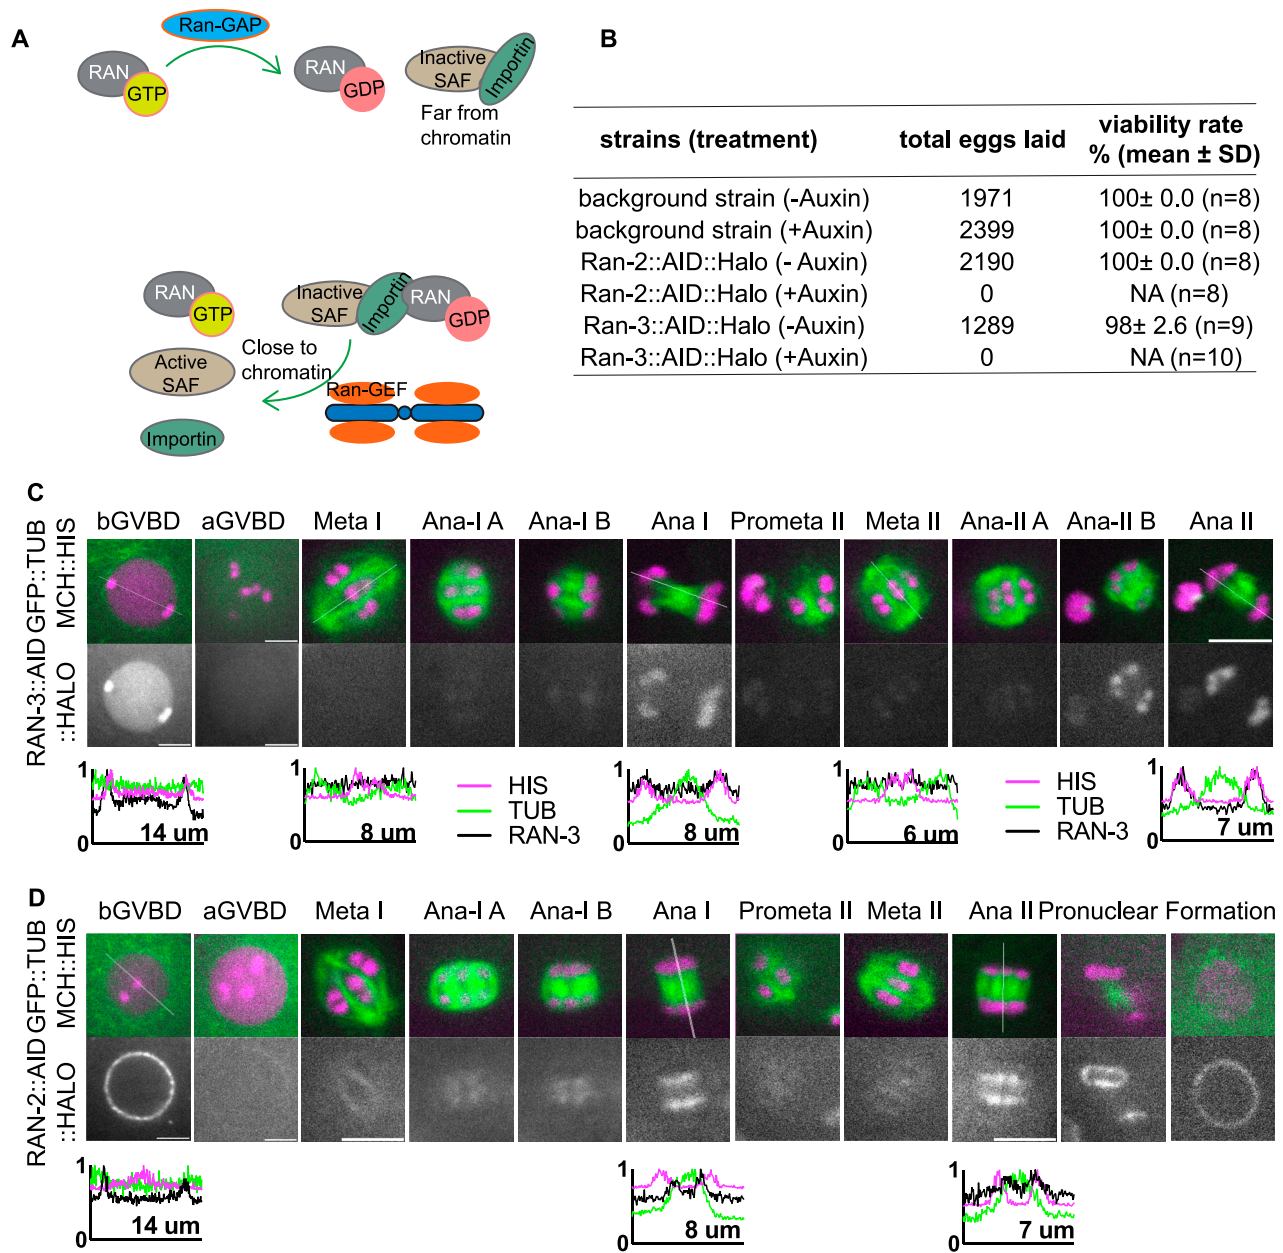 A
Ran-GAP
RAN
GTP
RAN
GDP
Inactive
SAF
Importin
Far from
chromatin
RAN
GTP
Inactive
SAF
Importin
RAN
GDP
Active
SAF
Close to
chromatin
Ran-GEF
Importin
B
strains (treatment) total eggs laid viability rate
% (mean ± SD)
background strain (-Auxin) 1971 100± 0.0 (n=8)
background strain (+Auxin) 2399 100± 0.0 (n=8)
Ran-2::AID::Halo (- Auxin) 2190 100± 0.0 (n=8)
Ran-2::AID::Halo (+Auxin) 0 NA (n=8)
Ran-3::AID::Halo (-Auxin) 1289 98± 2.6 (n=9)
Ran-3::AID::Halo (+Auxin) 0 NA (n=10)
C
bGVBD aGVBD Meta I Ana-I A Ana-I B Ana I Prometa II Meta II Ana-II A Ana-II B Ana II
RAN-3::AID GFP::TUB
::HALO MCH::HIS
1
0
14 um
1
0
8 um
HIS
TUB
RAN-3
1
0
8 um
1
0
6 um
HIS
TUB
RAN-3
1
0
7 um
D
bGVBD aGVBD Meta I Ana-I A Ana-I B Ana I Prometa II Meta II Ana II Pronuclear Formation
RAN-2::AID GFP::TUB
::HALO MCH::HIS
1
0
14 um
1
0
8 um
1
0
7 um